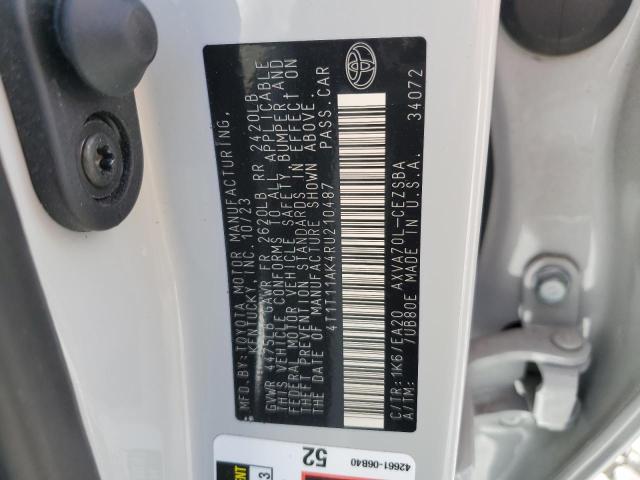 MFD.BY:TOYOTA MOTOR MANUFACTURING,
KENTUCKY, INC. 10/23
GVWR 4475LB GAWR FR 2620LB RR 2420LB
THIS VEHICLE CONFORMS TO ALL APPLICABLE
FEDERAL MOTOR VEHICLE SAFETY BUMPER AND
THEFT PREVENTION STANDARDS IN EFFECT ON
THE DATE OF MANUFACTURE SHOWN ABOVE.
4T1T11AK4RU210487 PASS.CAR
C/TR:1K6/EA20 AXVA70L-CEZSBA
A/TM: 7UB80E MADE IN U.S.A. 34072
52
42661-06B40